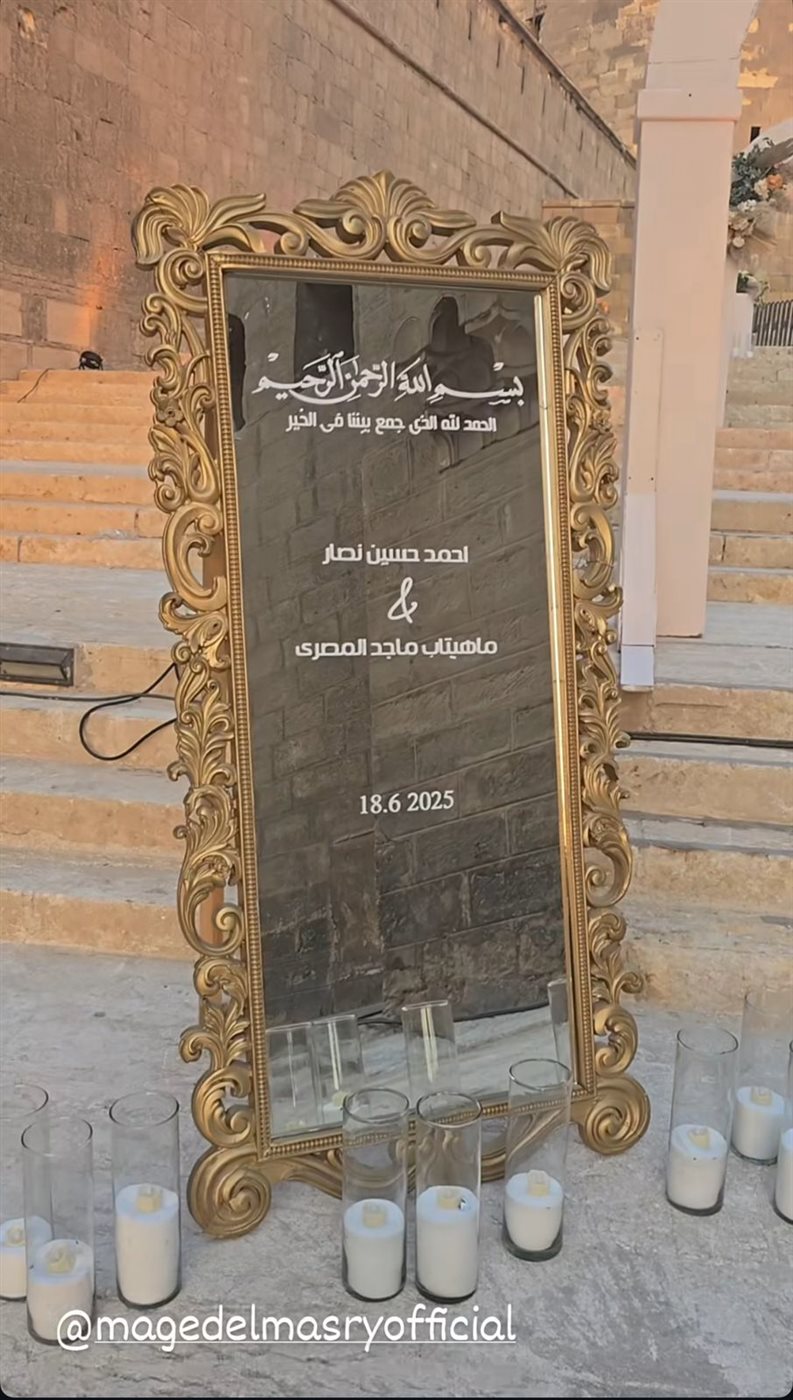 بسم الله الرحمن الرحيم
الحمد لله الذى جمع بيننا فى الخير
احمد حسين نصار
&
ماهيتاب ماجد المصرى
18.6 2025
@magedelmasryofficial